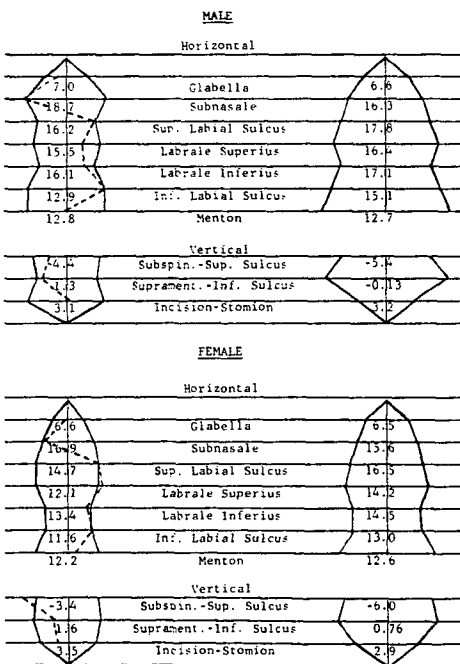 MALE
Horizontal
7.0 Glabella 6.6
18.7 Subnasale 16.3
16.2 Sup. Labial Sulcus 17.8
15.5 Labrale Superius 16.4
16.1 Labrale Inferius 17.1
12.9 Inf. Labial Sulcus 15.1
12.8 Menton 12.7
Vertical
-4.4 Subspin.-Sup. Sulcus -5.4
Suprament.-Inf. Sulcus -0.13
3.1 Incision-Stomion
FEMALE
Horizontal
6.6 Glabella 6.5
16.9 Subnasale 15.6
14.7 Sup. Labial Sulcus 16.5
12.1 Labrale Superius 14.2
13.4 Labrale Inferius 14.5
11.6 Inf. Labial Sulcus 13.0
12.2 Menton 12.6
Vertical
-3.4 Subspin.-Sup. Sulcus -6.0
1.6 Suprament.-Inf. Sulcus 0.76
3.5 Incision-Stomion 2.9